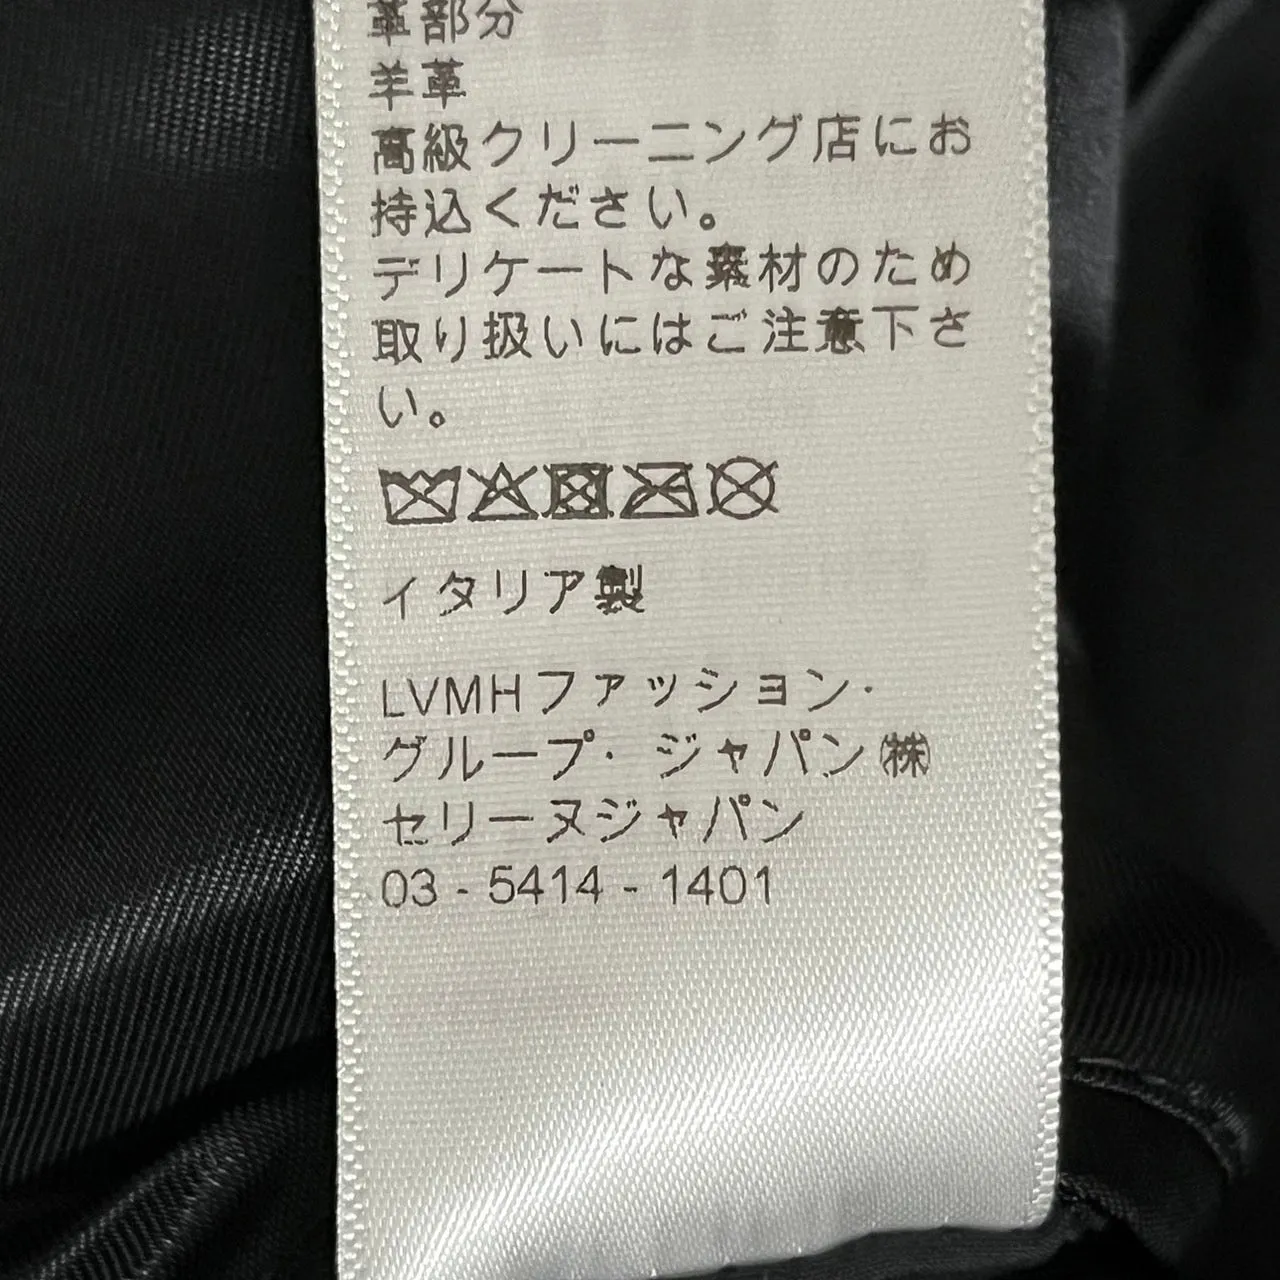 革部分
羊革
高級クリーニング店にお
持込ください。
デリケートな素材のため
取り扱いにはご注意下さ
い。
イタリア製
LVMHファッション·
グループ· ジャパン㈱
セリーヌジャパン
03 - 5414 - 1401